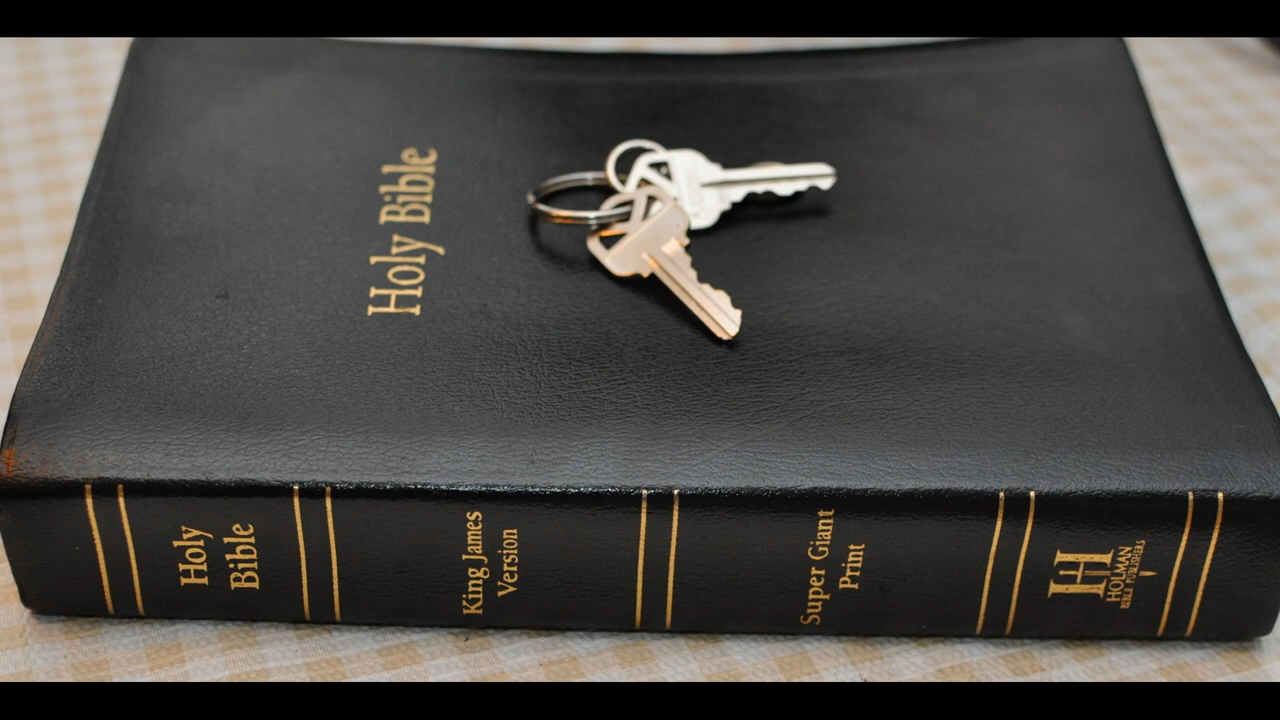 Holy Bible
Holy
Bible
King James
Version
Super Giant
Print
HOLMAN
BIBLE PUBLISHERS